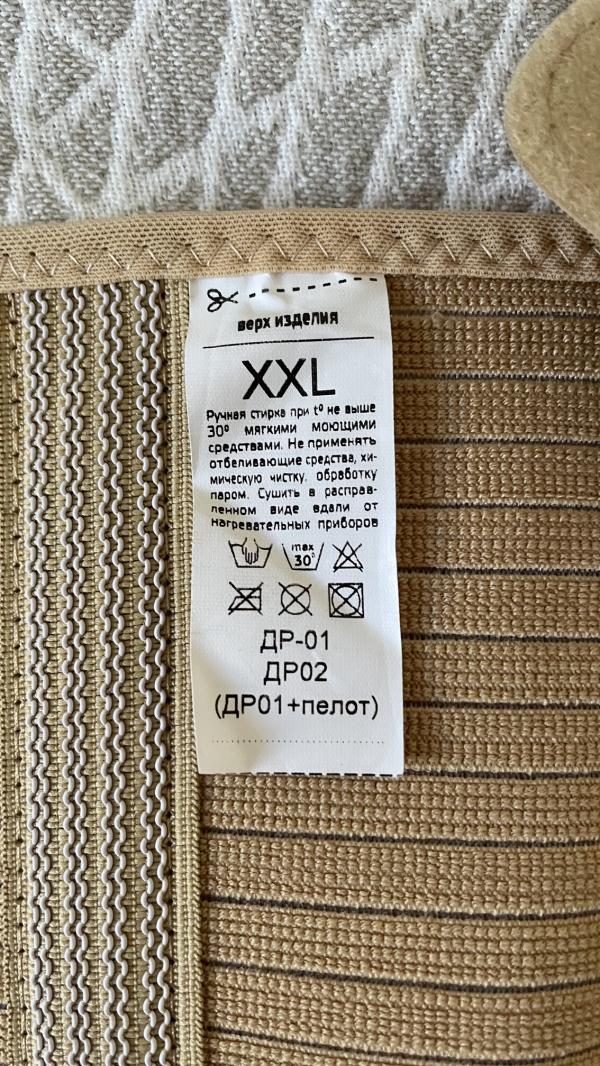 верх изделия
XXL
Ручная стирка при t° не выше
30° мягкими моющими
средствами. Не применять
отбеливающие средства, хи-
мическую чистку, обработку
паром. Сушить в расправ-
ленном виде вдали от
нагревательных приборов
max
30°
ДР-01
ДР02
(ДР01+пелот)